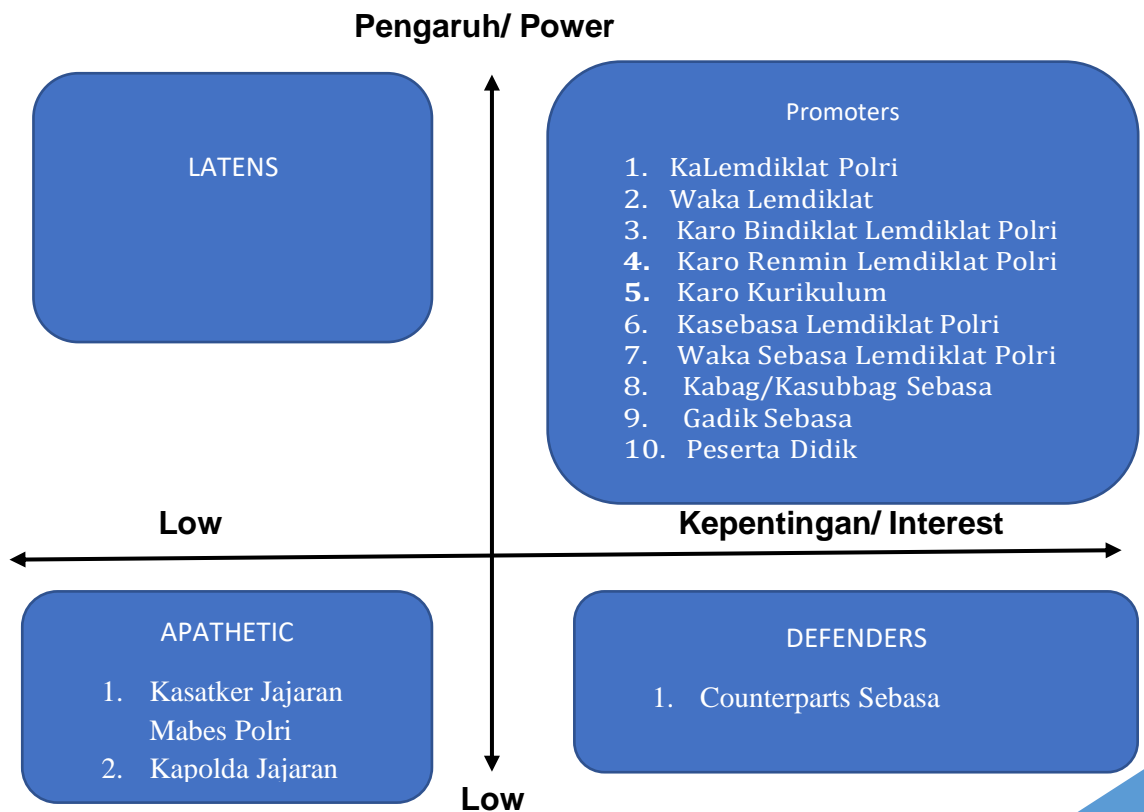 Pengaruh/ Power
LATENS
Promoters
1. KaLemdiklat Polri
2. Waka Lemdiklat
3. Karo Bindiklat Lemdiklat Polri
4. Karo Renmin Lemdiklat Polri
5. Karo Kurikulum
6. Kasebasa Lemdiklat Polri
7. Waka Sebasa Lemdiklat Polri
8. Kabag/Kasubbag Sebasa
9. Gadik Sebasa
10. Peserta Didik
Low
Kepentingan/ Interest
APATHETIC
1. Kasatker Jajaran
Mabes Polri
2. Kapolda Jajaran
DEFENDERS
1. Counterparts Sebasa
Low